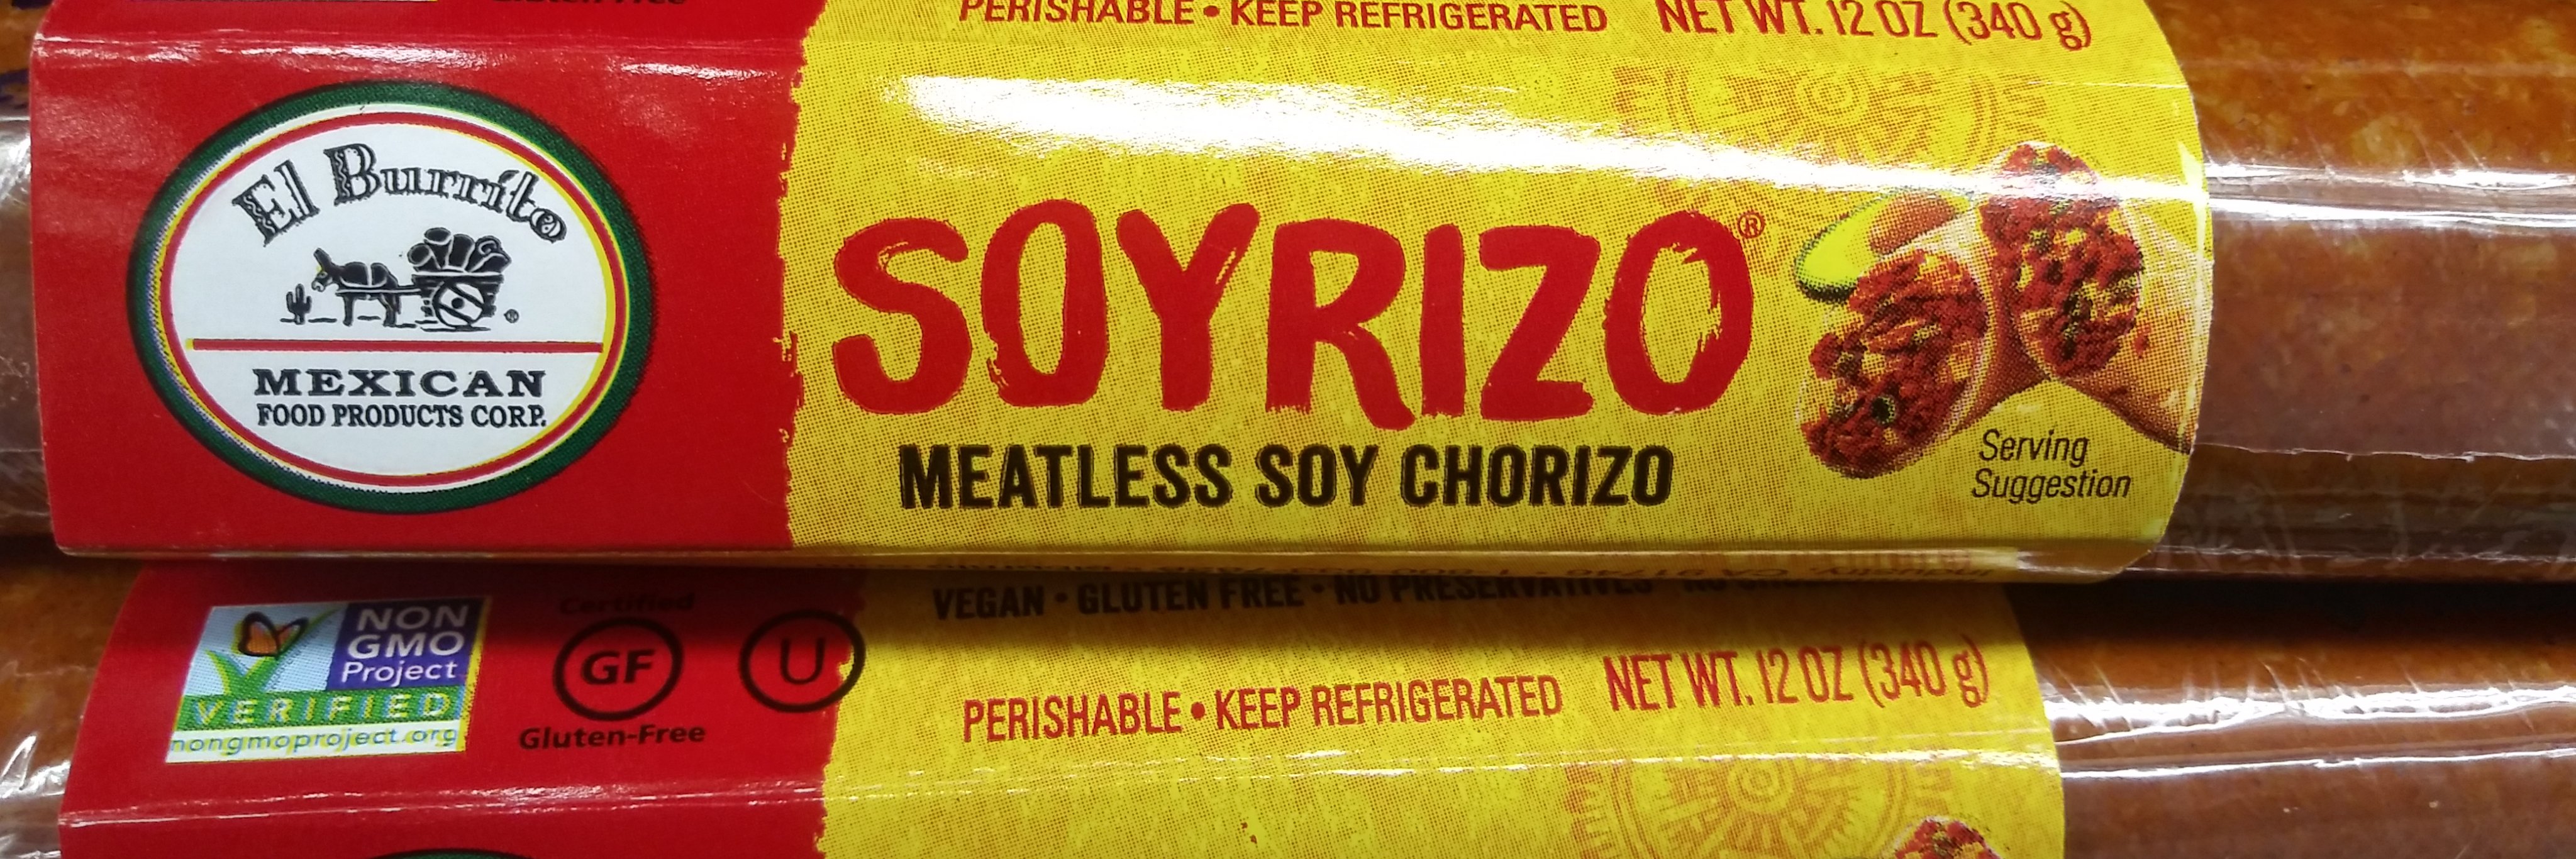 PERISHABLE • KEEP REFRIGERATED NET WT. 12 OZ (340 g)
El Burrito
®
MEXICAN
FOOD PRODUCTS CORP.
SOYRIZO®
MEATLESS SOY CHORIZO
Serving
Suggestion
VEGAN • GLUTEN FREE • NO PRESERVATIVES
NON
GMO
Project
VERIFIED
nongmoproject.org
Certified
GF
Gluten-Free
U
PERISHABLE • KEEP REFRIGERATED NET WT. 12 OZ (340 g)